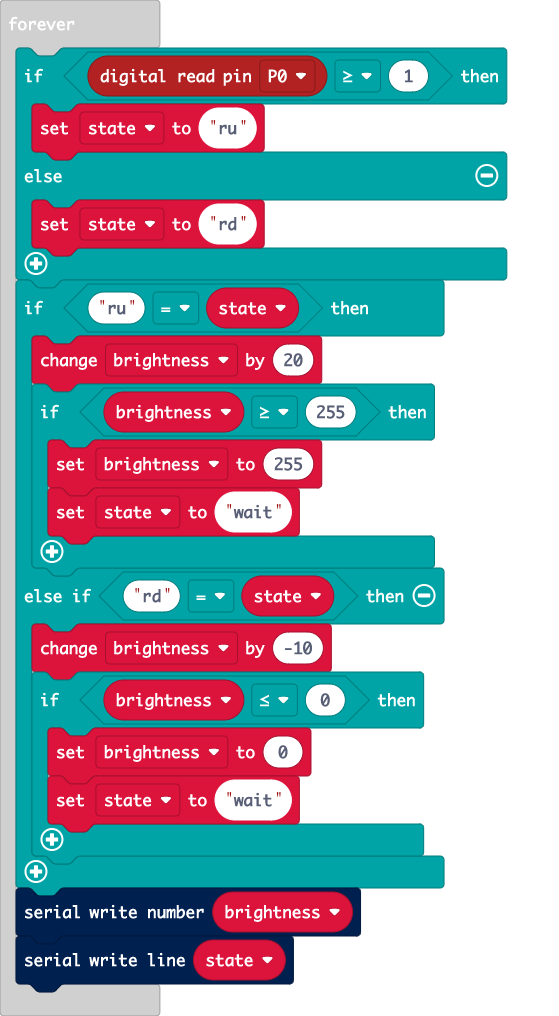 forever
if digital read pin P0 ≥ 1 then
set state to "ru"
else
set state to "rd"
if "ru" = state then
change brightness by 20
if brightness ≥ 255 then
set brightness to 255
set state to "wait"
else if "rd" = state then
change brightness by -10
if brightness ≤ 0 then
set brightness to 0
set state to "wait"
serial write number brightness
serial write line state